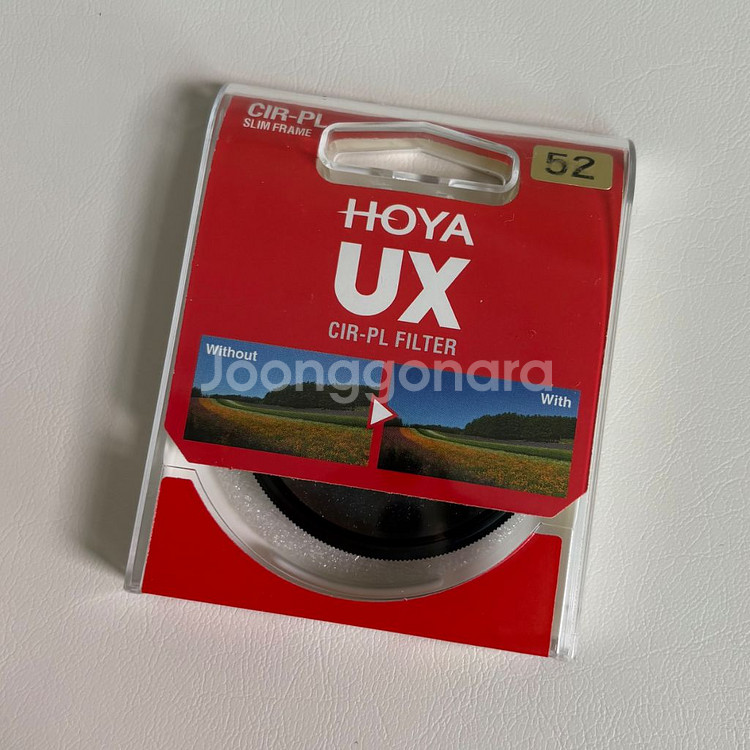 CIR-PL
SLIM FRAME
52
HOYA
UX
CIR-PL FILTER
Without
Joonggonara
With